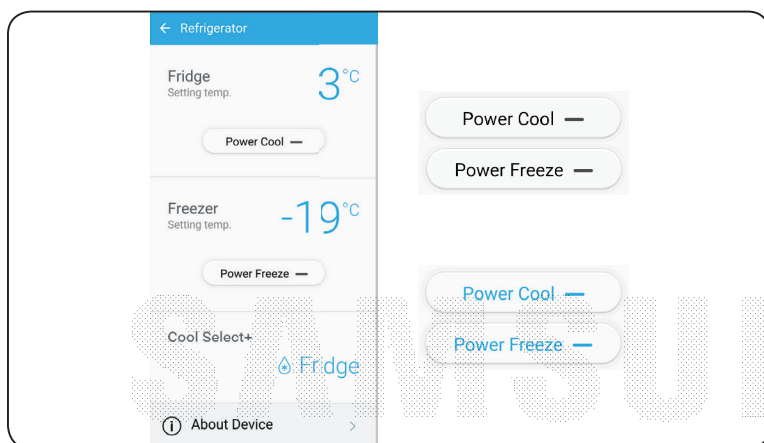 ← Refrigerator
Fridge
Setting temp.
3°C
Power Cool —
Freezer
Setting temp.
-19°C
Power Freeze —
Cool Select+
Fridge
About Device >
Power Cool —
Power Freeze —
Power Cool —
Power Freeze —